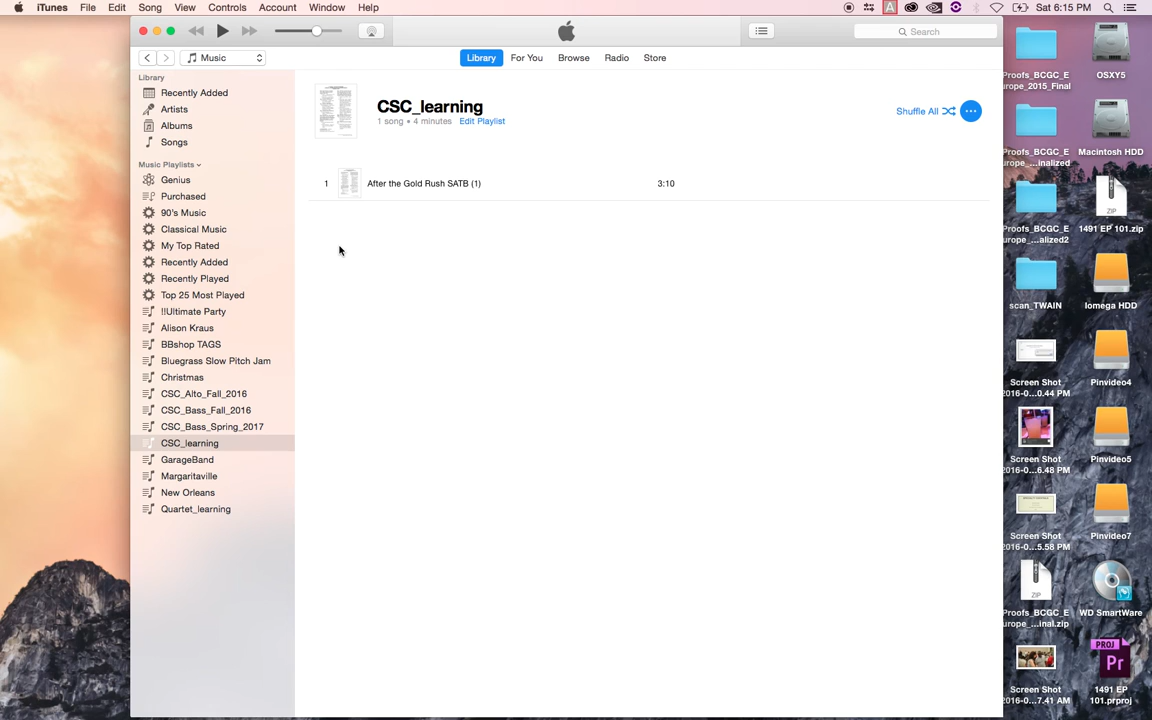 iTunes File Edit Song View Controls Account Window Help
Sat 6:15 PM
Search
Music
Library For You Browse Radio Store
Library
Recently Added
Artists
Albums
Songs
Music Playlists
Genius
Purchased
90's Music
Classical Music
My Top Rated
Recently Added
Recently Played
Top 25 Most Played
!!Ultimate Party
Alison Kraus
BBshop TAGS
Bluegrass Slow Pitch Jam
Christmas
CSC_Alto_Fall_2016
CSC_Bass_Fall_2016
CSC_Bass_Spring_2017
CSC_learning
GarageBand
Margaritaville
New Orleans
Quartet_learning
CSC_learning
1 song • 4 minutes Edit Playlist
Shuffle All
1 After the Gold Rush SATB (1) 3:10
Proofs_BCGC_E
urope_2015_Final
OSXY5
Proofs_BCGC_E
urope_...inalized
Macintosh HDD
Proofs_BCGC_E
urope_...alized2
ZIP
1491 EP 101.zip
scan_TWAIN
Iomega HDD
Screen Shot
2016-0...0.44 PM
Pinvideo4
Screen Shot
2016-0...6.48 PM
Pinvideo5
Screen Shot
2016-0...5.58 PM
Pinvideo7
ZIP
Proofs_BCGC_E
urope_...inal.zip
WD SmartWare
Screen Shot
2016-0...7.41 AM
PROJ
Pr
1491 EP
101.prproj